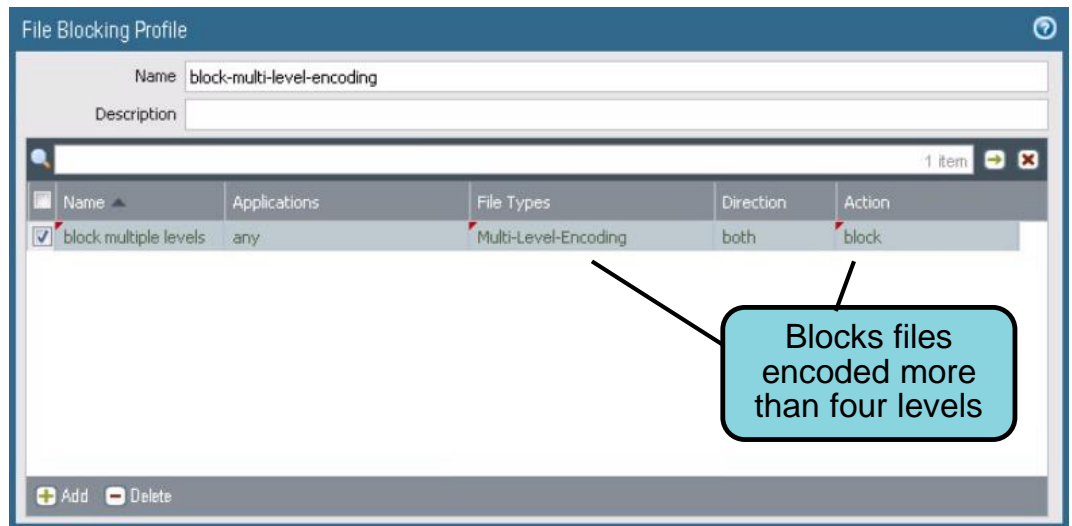 File Blocking Profile
Name block-multi-level-encoding
Description
1 item
Name Applications File Types Direction Action
block multiple levels any Multi-Level-Encoding both block
Blocks files
encoded more
than four levels
Add Delete